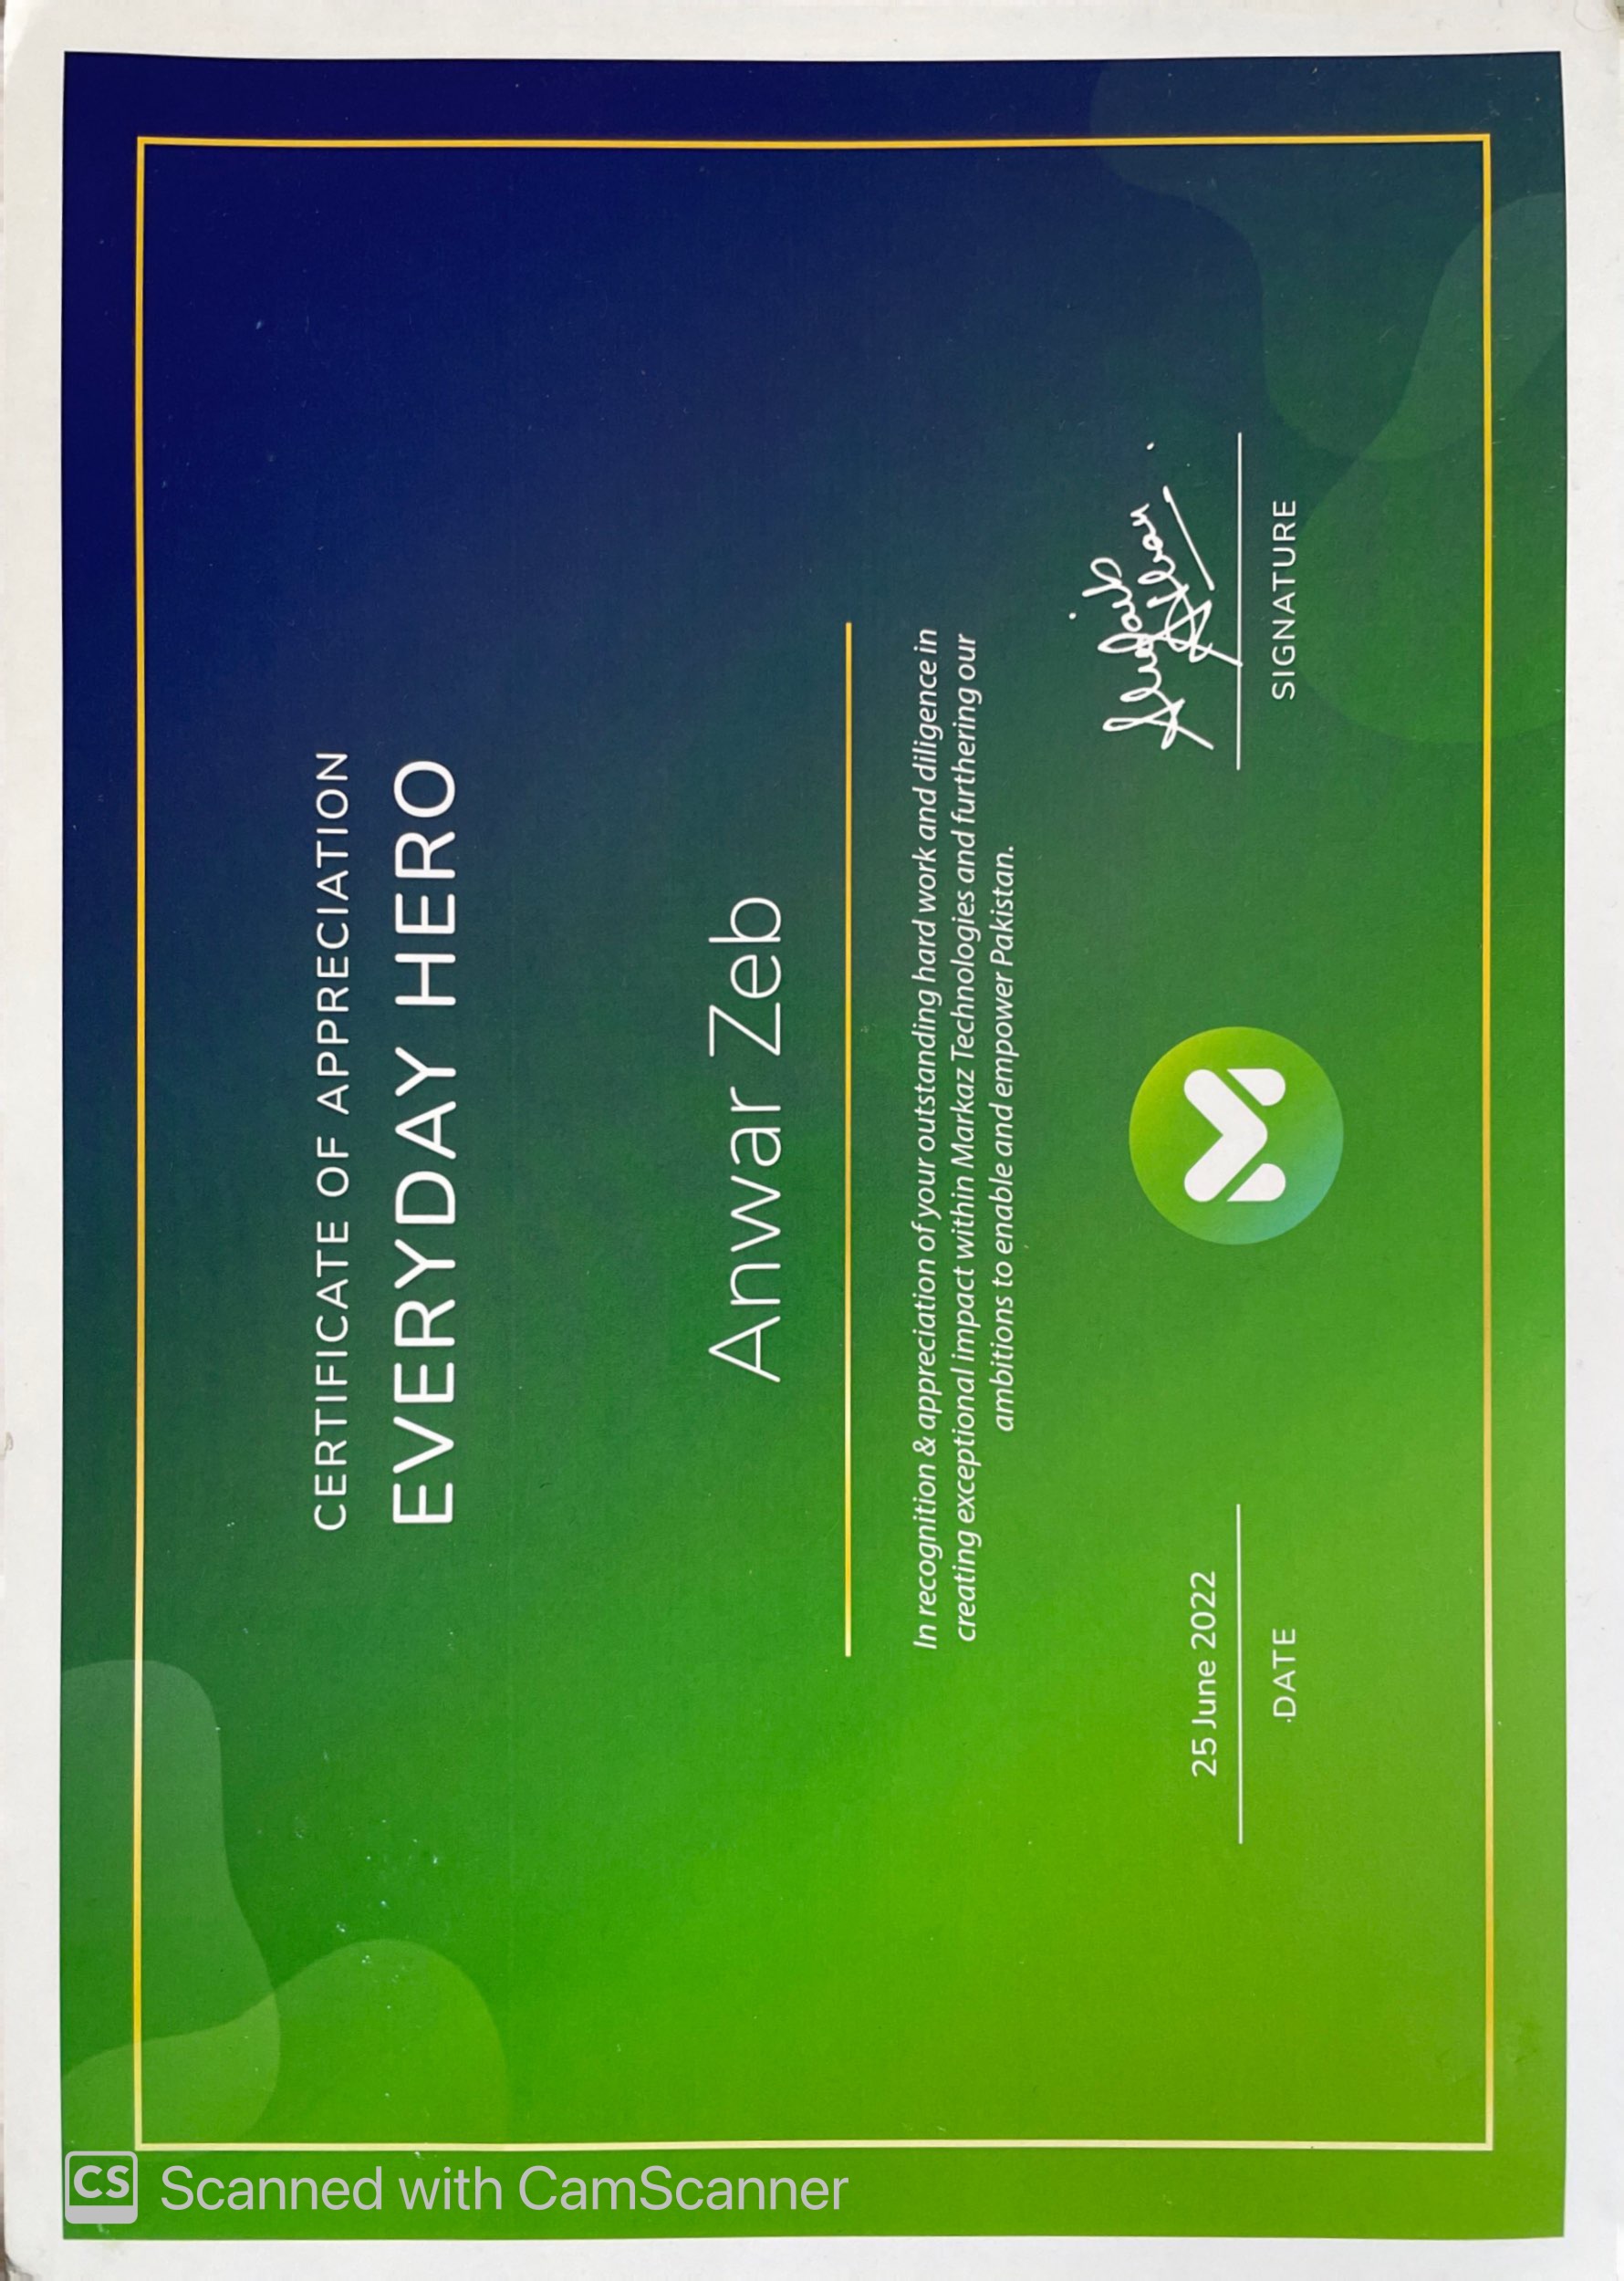 CS Scanned with CamScanner
CERTIFICATE OF APPRECIATION
EVERYDAY HERO
Anwar Zeb
In recognition & appreciation of your outstanding hard work and diligence in
creating exceptional impact within Markaz Technologies and furthering our
ambitions to enable and empower Pakistan.
25 June 2022
DATE
SIGNATURE